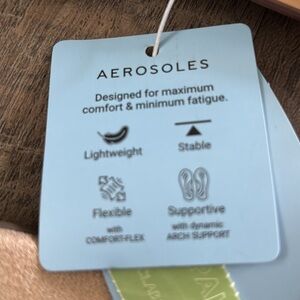 AEROSOLES
Designed for maximum
comfort & minimum fatigue.
Lightweight
Stable
Flexible
with
COMFORT-FLEX
Supportive
with dynamic
ARCH SUPPORT